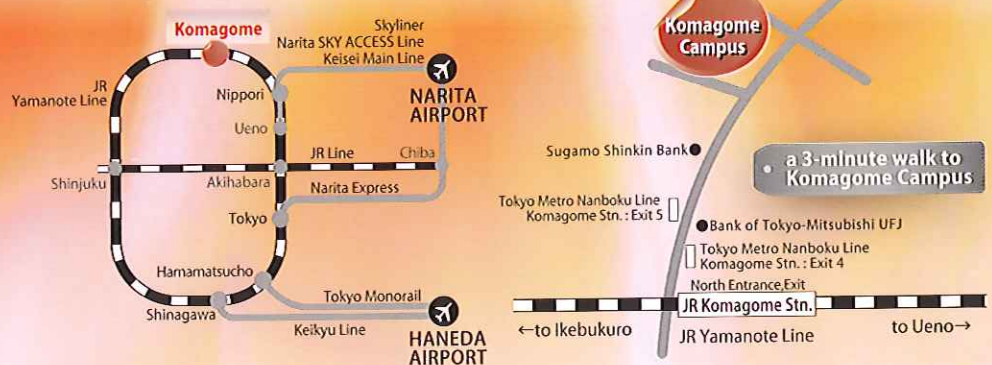 Komagome
Skyliner
Narita SKY ACCESS Line
Keisei Main Line
JR
Yamanote Line
Nippori
NARITA
AIRPORT
Ueno
JR Line
Chiba
Shinjuku
Akihabara
Narita Express
Tokyo
Hamamatsucho
Tokyo Monorail
Shinagawa
Keikyu Line
HANEDA
AIRPORT
Komagome
Campus
Sugamo Shinkin Bank
a 3-minute walk to
Komagome Campus
Tokyo Metro Nanboku Line
Komagome Stn. : Exit 5
Bank of Tokyo-Mitsubishi UFJ
Tokyo Metro Nanboku Line
Komagome Stn. : Exit 4
North Entrance,Exit
JR Komagome Stn.
←to Ikebukuro
JR Yamanote Line
to Ueno→